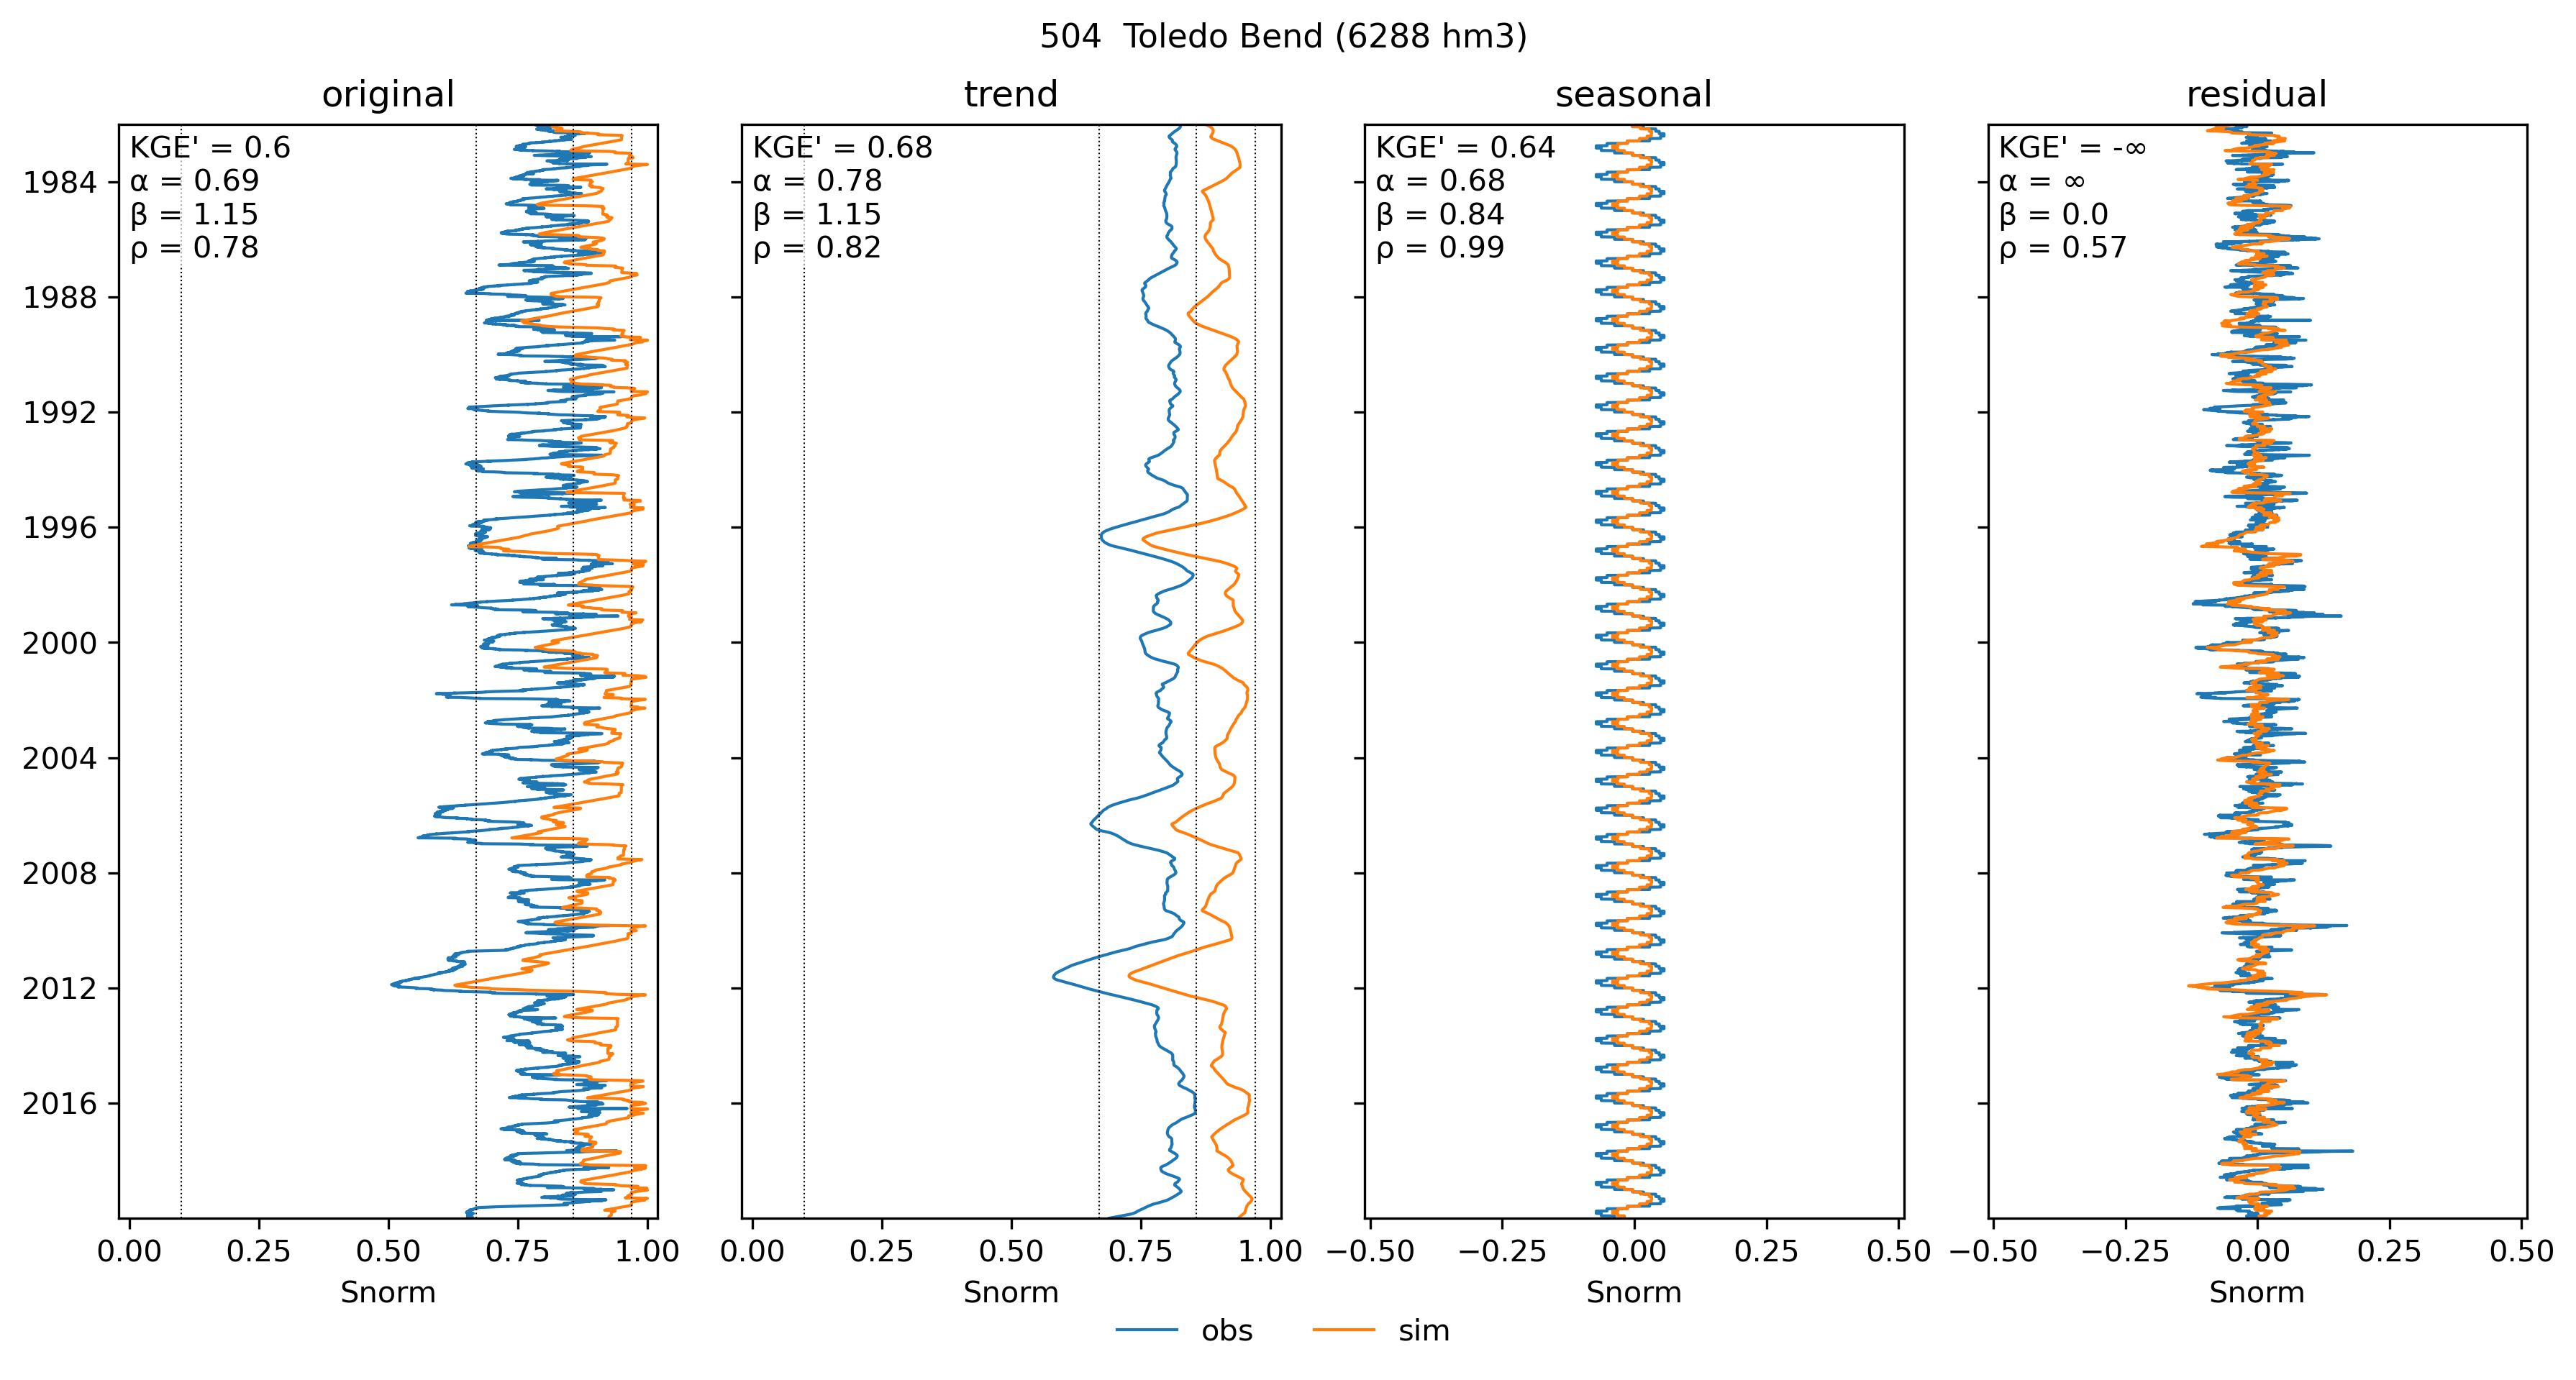 504  Toledo Bend (6288 hm3)
original
trend
seasonal
residual
KGE' = 0.6
α = 0.69
β = 1.15
ρ = 0.78
KGE' = 0.68
α = 0.78
β = 1.15
ρ = 0.82
KGE' = 0.64
α = 0.68
β = 0.84
ρ = 0.99
KGE' = -∞
α = ∞
β = 0.0
ρ = 0.57
1984
1988
1992
1996
2000
2004
2008
2012
2016
0.00 0.25 0.50 0.75 1.00
0.00 0.25 0.50 0.75 1.00
−0.50 −0.25 0.00 0.25 0.50
−0.50 −0.25 0.00 0.25 0.50
Snorm
Snorm
Snorm
Snorm
obs sim